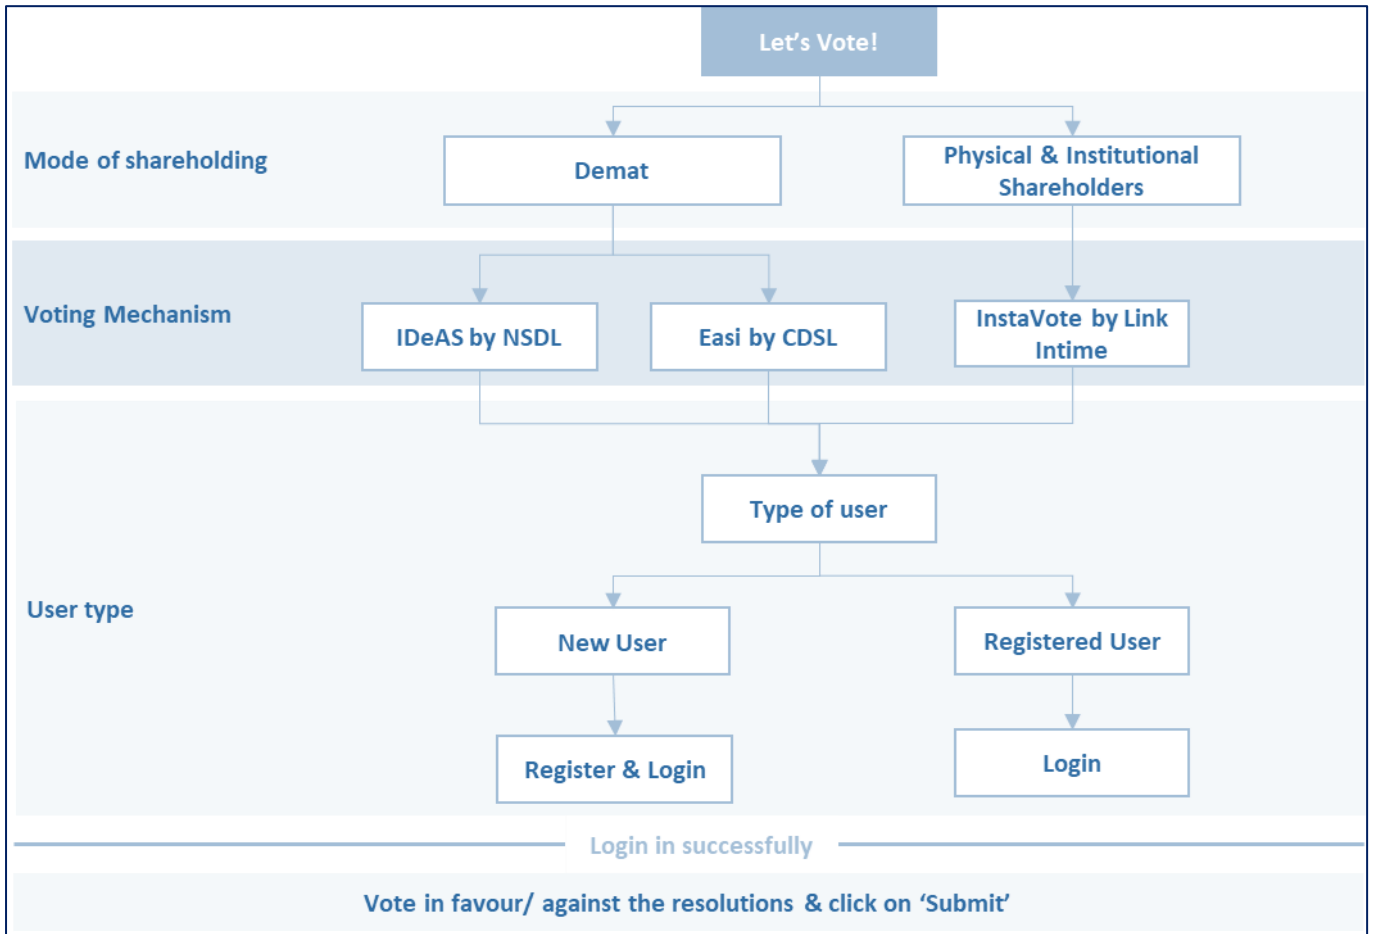 Let's Vote!
Mode of shareholding
Demat
Physical & Institutional
Shareholders
Voting Mechanism
IDeAS by NSDL
Easi by CDSL
InstaVote by Link
Intime
Type of user
User type
New User
Registered User
Register & Login
Login
Login in successfully
Vote in favour/ against the resolutions & click on ‘Submit’